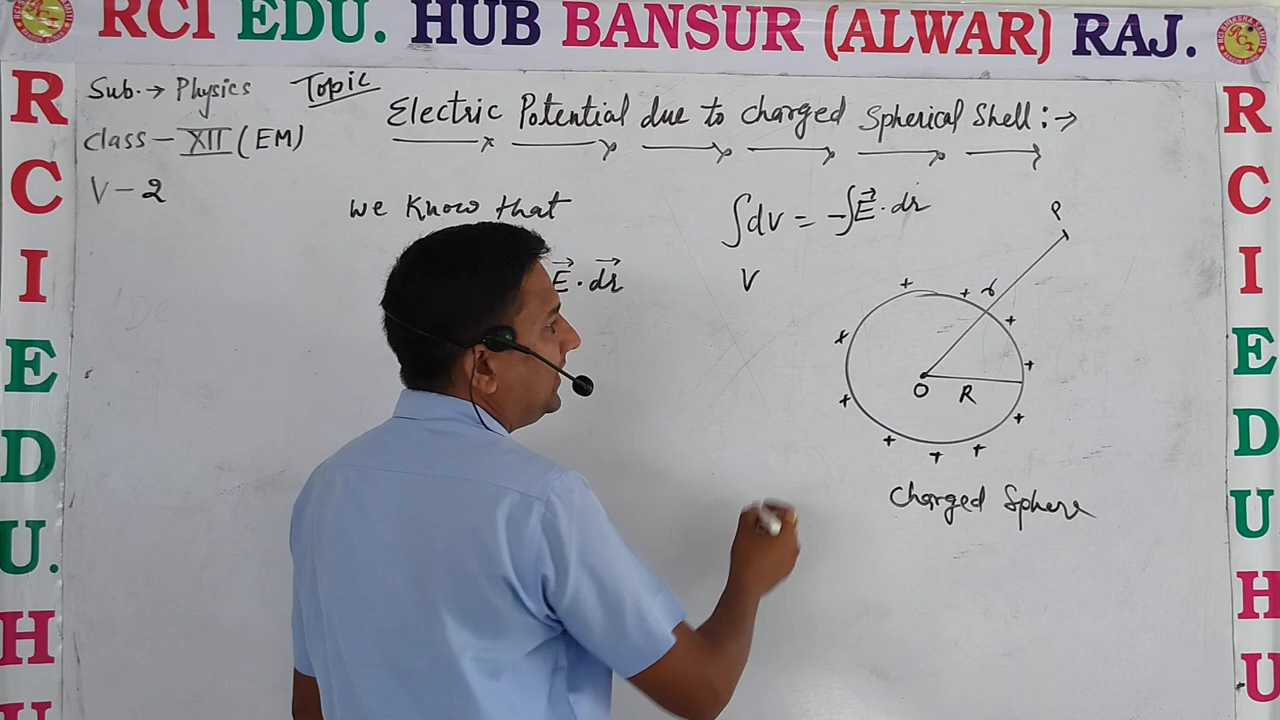 RCI EDU. HUB BANSUR (ALWAR) RAJ.
R
C
I
E
D
U.
H
U
Sub.→ Physics
Class - XII (EM)
V - 2
Topic
Electric Potential due to charged Spherical Shell :→
we know that
E⃗ · dr⃗
∫dv = -∫E⃗ · dr
V
P
r
+ + + + + + + + + + +
O R
Charged Sphere
R
C
I
E
D
U
H
U